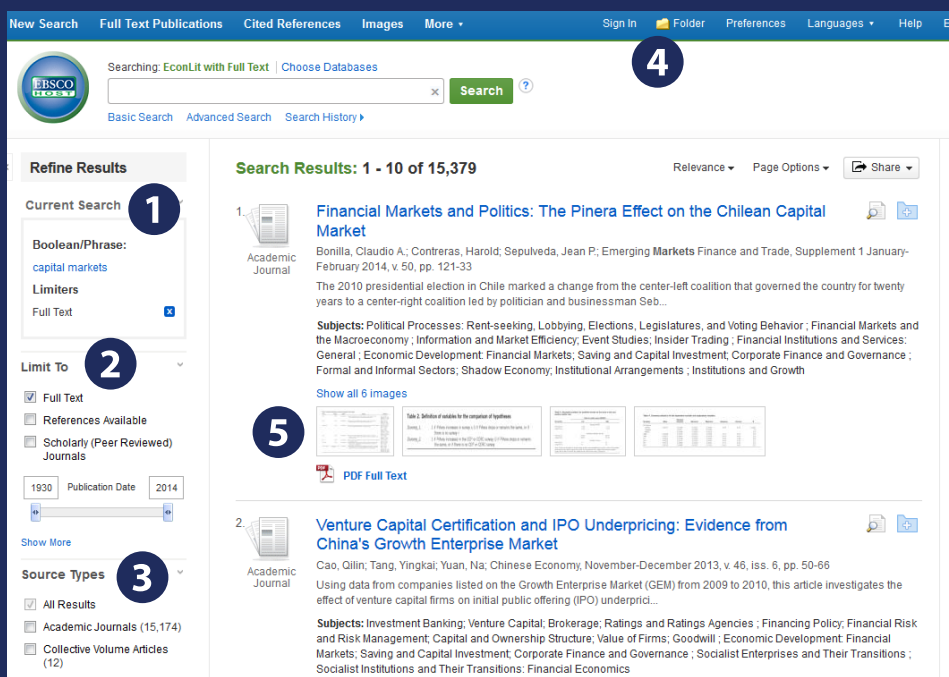 New Search Full Text Publications Cited References Images More Sign In Folder Preferences Languages Help E
4
EBSCO
HOST
Searching: EconLit with Full Text Choose Databases
× Search ?
Basic Search Advanced Search Search History
Refine Results
Current Search 1
Boolean/Phrase:
capital markets
Limiters
Full Text x
Limit To 2
Full Text
References Available
Scholarly (Peer Reviewed)
Journals
1930 Publication Date 2014
Show More
Source Types 3
All Results
Academic Journals (15,174)
Collective Volume Articles
(12)
Search Results: 1 - 10 of 15,379 Relevance Page Options Share
1.
Academic
Journal
Financial Markets and Politics: The Pinera Effect on the Chilean Capital
Market
Bonilla, Claudio A.; Contreras, Harold; Sepulveda, Jean P.; Emerging Markets Finance and Trade, Supplement 1 January-
February 2014, v. 50, pp. 121-33
The 2010 presidential election in Chile marked a change from the center-left coalition that governed the country for twenty
years to a center-right coalition led by politician and businessman Seb...
Subjects: Political Processes: Rent-seeking, Lobbying, Elections, Legislatures, and Voting Behavior ; Financial Markets and
the Macroeconomy ; Information and Market Efficiency; Event Studies; Insider Trading ; Financial Institutions and Services:
General ; Economic Development: Financial Markets; Saving and Capital Investment; Corporate Finance and Governance ;
Formal and Informal Sectors; Shadow Economy; Institutional Arrangements ; Institutions and Growth
Show all 6 images
5
Table 2. Definition of variables for the comparison of hypotheses
PDF PDF Full Text
2.
Academic
Journal
Venture Capital Certification and IPO Underpricing: Evidence from
China's Growth Enterprise Market
Cao, Qilin; Tang, Yingkai; Yuan, Na; Chinese Economy, November-December 2013, v. 46, iss. 6, pp. 50-66
Using data from companies listed on the Growth Enterprise Market (GEM) from 2009 to 2010, this article investigates the
effect of venture capital firms on initial public offering (IPO) underprici...
Subjects: Investment Banking; Venture Capital; Brokerage; Ratings and Ratings Agencies ; Financing Policy; Financial Risk
and Risk Management; Capital and Ownership Structure; Value of Firms; Goodwill ; Economic Development: Financial
Markets; Saving and Capital Investment; Corporate Finance and Governance ; Socialist Enterprises and Their Transitions ;
Socialist Institutions and Their Transitions: Financial Economics